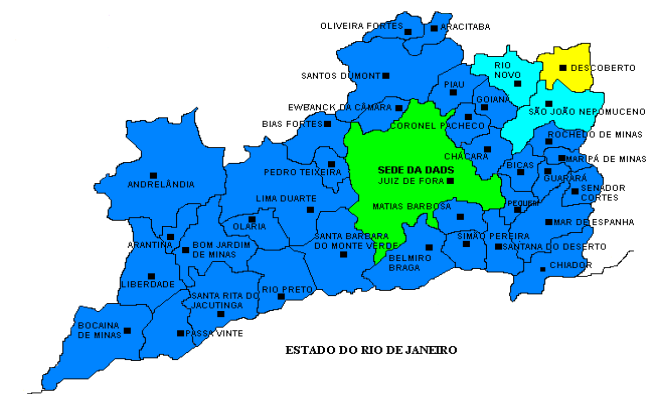 OLIVEIRA FORTES
ARACITABA
RIO
NOVO
DESCOBERTO
SANTOS DUMONT
PIAU
GOIANÁ
EWBANCK DA CÂMARA
SÃO JOÃO NEPOMUCENO
BIAS FORTES
CORONEL PACHECO
ROCHEDO DE MINAS
CHÁCARA
MAR PÁ DE MINAS
BICAS
PEDRO TEIXEIRA
SEDE DA DADS
JUIZ DE FORA
GUARARÁ
ANDRELÂNDIA
SENADOR
CORTES
LIMA DUARTE
MATIAS BARBOSA
PEQUERI
OLARIA
MAR DE ESPANHA
ARANTINA
BOM JARDIM
DE MINAS
SANTA BÁRBARA
DO MONTE VERDE
SIMÃO PEREIRA
SANTANA DO DESERTO
BELMIRO
BRAGA
CHIADOR
LIBERDADE
SANTA RITA DO
JACUTINGA
RIO PRETO
BOCAINA
DE MINAS
PASSA VINTE
ESTADO DO RIO DE JANEIRO